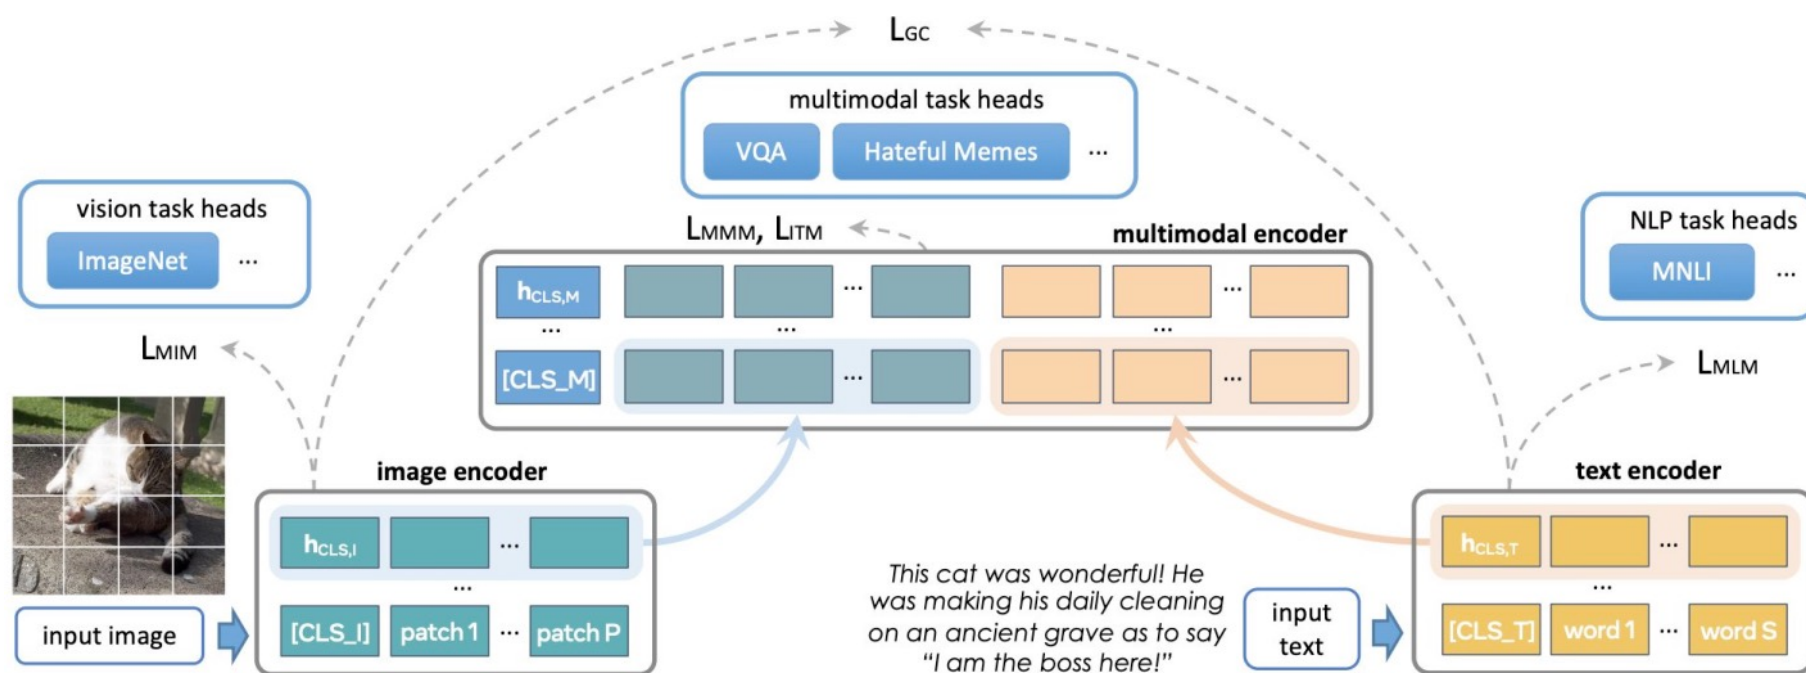 LGC
multimodal task heads
VQA Hateful Memes ...
vision task heads
ImageNet ...
NLP task heads
MNLI ...
LMMM, LITM
multimodal encoder
hCLS,M ... ...
... ... ...
[CLS_M] ... ...
LMIM
LMLM
image encoder
hCLS,I ...
...
[CLS_I] patch 1 ... patch P
input image
This cat was wonderful! He
was making his daily cleaning
on an ancient grave as to say
“I am the boss here!”
input
text
text encoder
hCLS,T ...
...
[CLS_T] word 1 ... word S